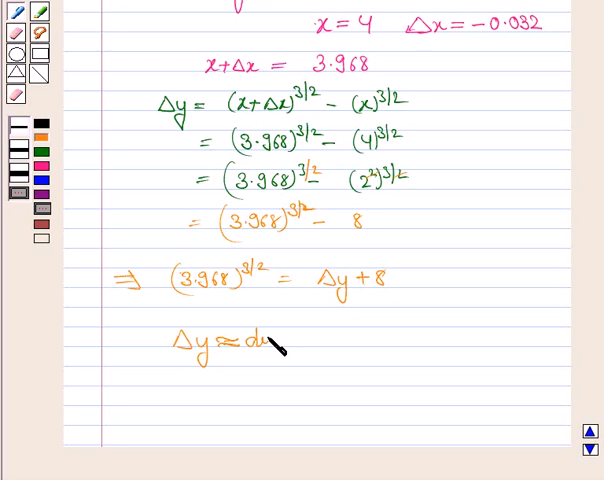 x = 4 Δx = -0.032
x+Δx = 3.968
Δy = (x+Δx)^3/2 - (x)^3/2
= (3.968)^3/2 - (4)^3/2
= (3.968)^3/2 - (2²)^3/2
= (3.968)^3/2 - 8
⇒ (3.968)^3/2 = Δy + 8
Δy ≈ d